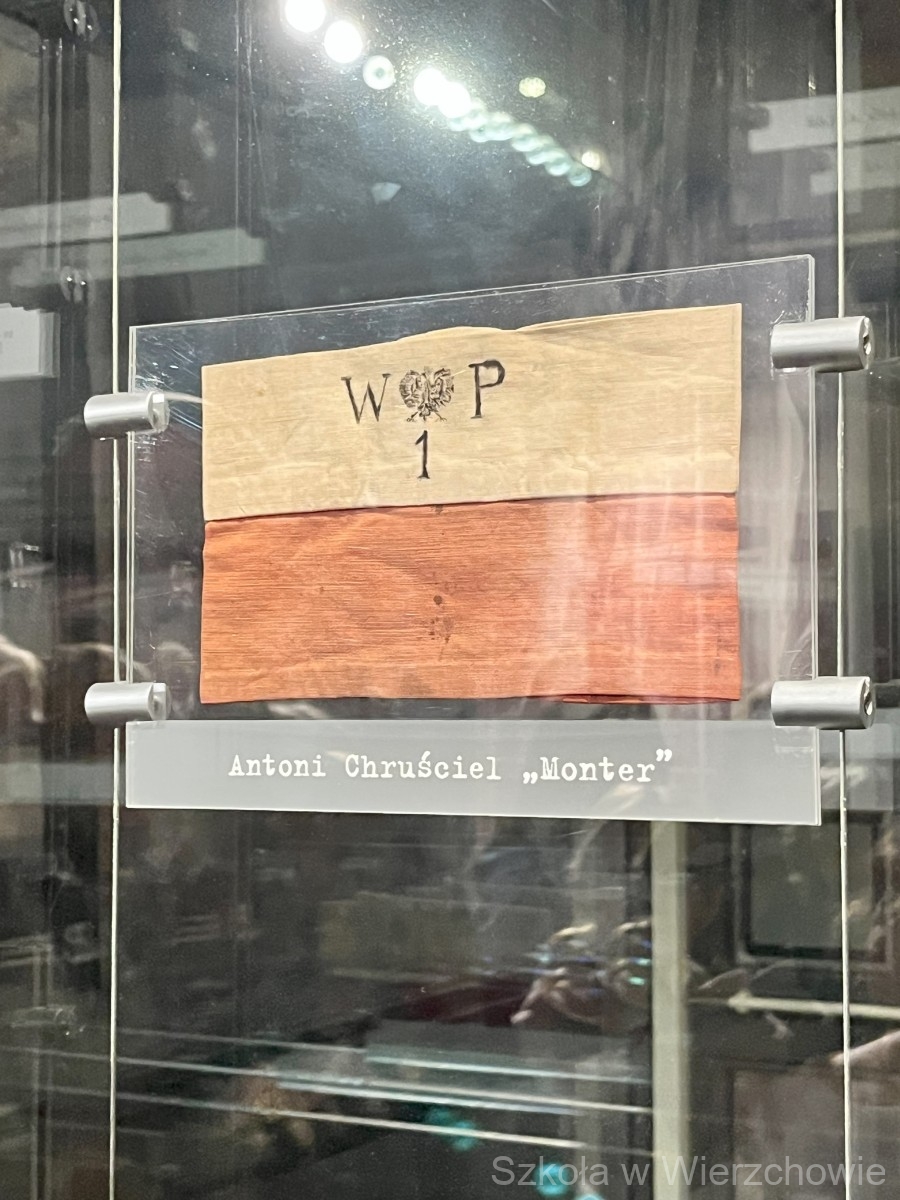 W P
1
Antoni Chruściel „Monter”
Szkoła w Wierzchowie